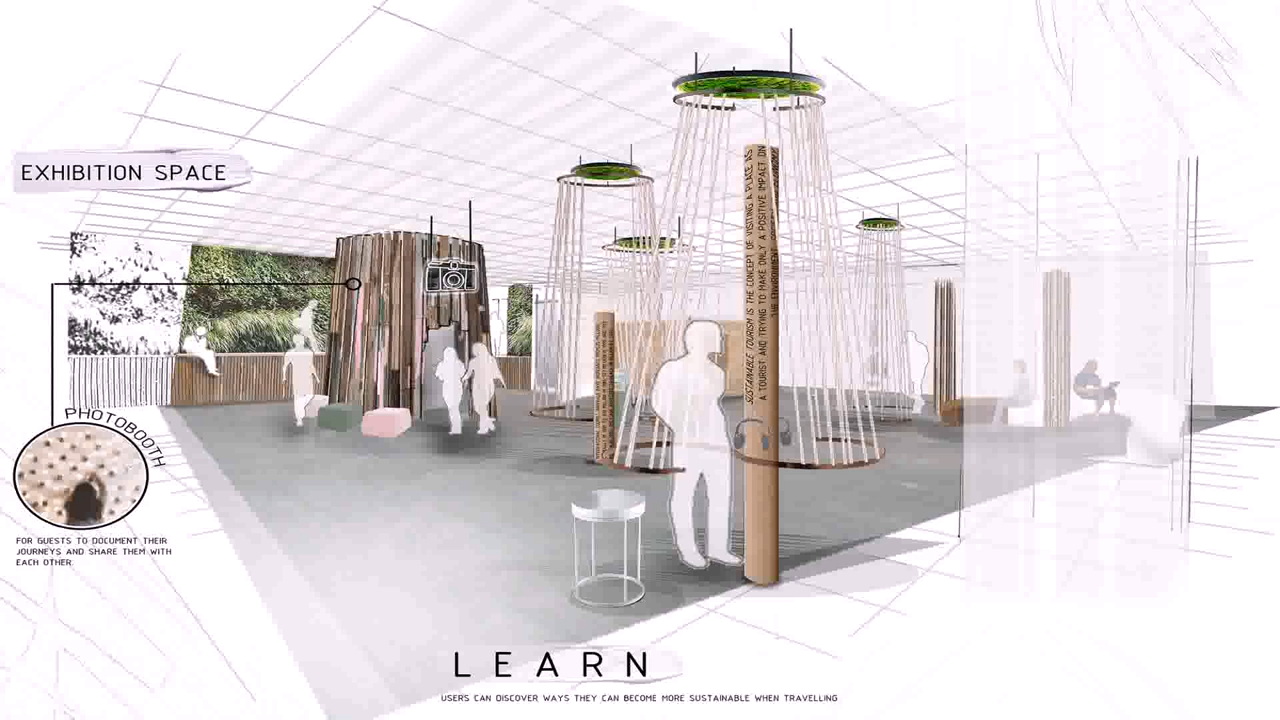 EXHIBITION SPACE
SUSTAINABLE TOURISM IS THE CONCEPT OF VISITING A PLACE AS
A TOURIST AND TRYING TO MAKE ONLY A POSITIVE IMPACT ON
THE ENVIRONMENT,
PHOTOBOOTH
FOR GUESTS TO DOCUMENT THEIR
JOURNEYS AND SHARE THEM WITH
EACH OTHER.
LEARN
USERS CAN DISCOVER WAYS THEY CAN BECOME MORE SUSTAINABLE WHEN TRAVELLING